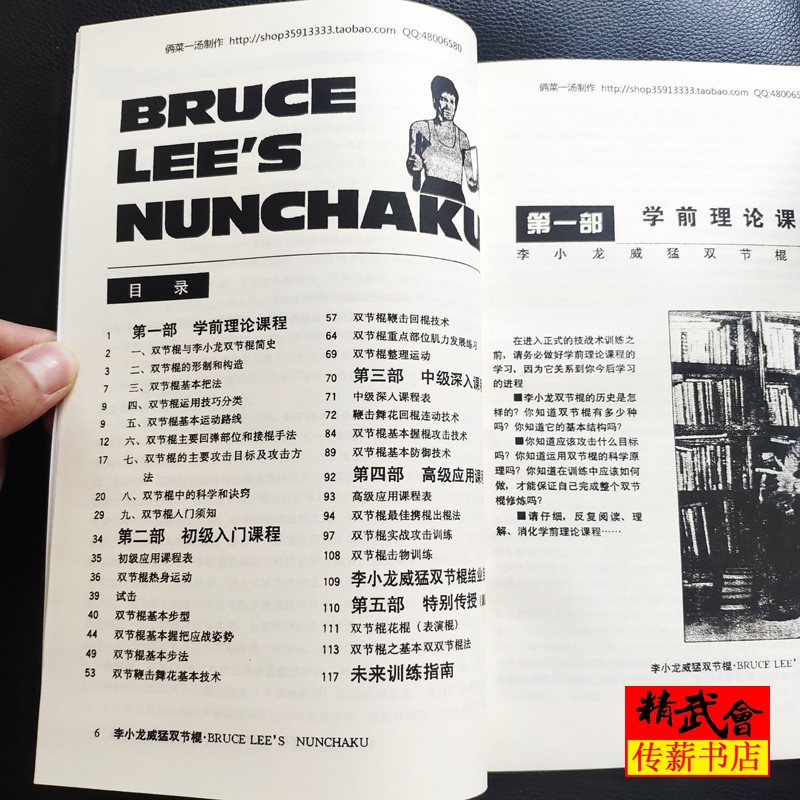 俩菜一汤制作 http://shop35913333.taobao.com QQ:48006580
BRUCE
LEE'S
NUNCHAKU
目 录
1 第一部 学前理论课程
2 一、双节棍与李小龙双节棍简史
3 二、双节棍的形制和构造
7 三、双节棍基本把法
9 四、双节棍运用技巧分类
9 五、双节棍基本运动路线
12 六、双节棍主要回弹部位和接棍手法
17 七、双节棍的主要攻击目标及攻击方
法
20 八、双节棍中的科学和诀窍
29 九、双节棍入门须知
34 第二部 初级入门课程
35 初级应用课程表
36 双节棍热身运动
39 试击
40 双节棍基本步型
44 双节棍基本握把应战姿势
49 双节棍基本步法
53 双节鞭击舞花基本技术
57 双节棍鞭击回棍技术
64 双节棍重点部位肌力发展练习
69 双节棍整理运动
70 第三部 中级深入课
71 中级深入课程表
72 鞭击舞花回棍连动技术
84 双节棍基本握棍攻击技术
89 双节棍基本防御技术
92 第四部 高级应用课
93 高级应用课程表
94 双节棍最佳携棍出棍法
97 双节棍实战攻击训练
108 双节棍击物训练
109 李小龙威猛双节棍结业
110 第五部 特别传授
111 双节棍花棍（表演棍）
113 双节棍之基本双双节棍法
117 未来训练指南
6 李小龙威猛双节棍·BRUCE LEE'S NUNCHAKU
俩菜一汤制作 http://shop35913333.taobao.com QQ:480065
第一部 学前理论课
李小龙威猛双节棍
在进入正式的技战术训练之
前，请务必做好学前理论课程的
学习，因为它关系到你今后学习
的进程
■李小龙双节棍的历史是怎
样的？你知道双节棍有多少种
吗？你知道它的基本结构吗？
■你知道应该攻击什么目标
吗？你知道运用双节棍的科学原
理吗？你知道在训练中应该如何
做，才能保证自己完成整个双节
棍修炼吗？
■请仔细，反复阅读、理
解、消化学前理论课程……
李小龙威猛双节棍·BRUCE LEE'
精武會
传薪书店